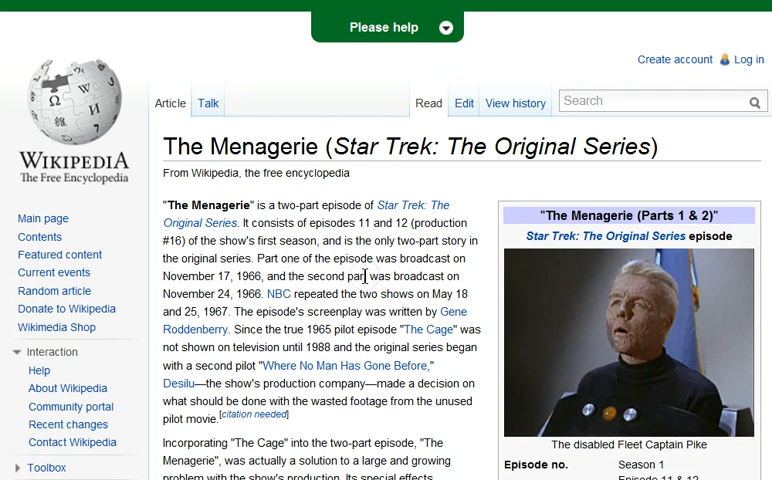 Please help
Create account Log in
Article Talk Read Edit View history Search
WIKIPEDIA
The Free Encyclopedia
Main page
Contents
Featured content
Current events
Random article
Donate to Wikipedia
Wikimedia Shop
Interaction
Help
About Wikipedia
Community portal
Recent changes
Contact Wikipedia
Toolbox
The Menagerie (Star Trek: The Original Series)
From Wikipedia, the free encyclopedia
"The Menagerie" is a two-part episode of Star Trek: The
Original Series. It consists of episodes 11 and 12 (production
#16) of the show's first season, and is the only two-part story in
the original series. Part one of the episode was broadcast on
November 17, 1966, and the second part was broadcast on
November 24, 1966. NBC repeated the two shows on May 18
and 25, 1967. The episode's screenplay was written by Gene
Roddenberry. Since the true 1965 pilot episode "The Cage" was
not shown on television until 1988 and the original series began
with a second pilot "Where No Man Has Gone Before,"
Desilu—the show's production company—made a decision on
what should be done with the wasted footage from the unused
pilot movie.[citation needed]
Incorporating "The Cage" into the two-part episode, "The
Menagerie", was actually a solution to a large and growing
problem with the show's production. Its special effects
"The Menagerie (Parts 1 & 2)"
Star Trek: The Original Series episode
The disabled Fleet Captain Pike
Episode no. Season 1
Episode 11 & 12